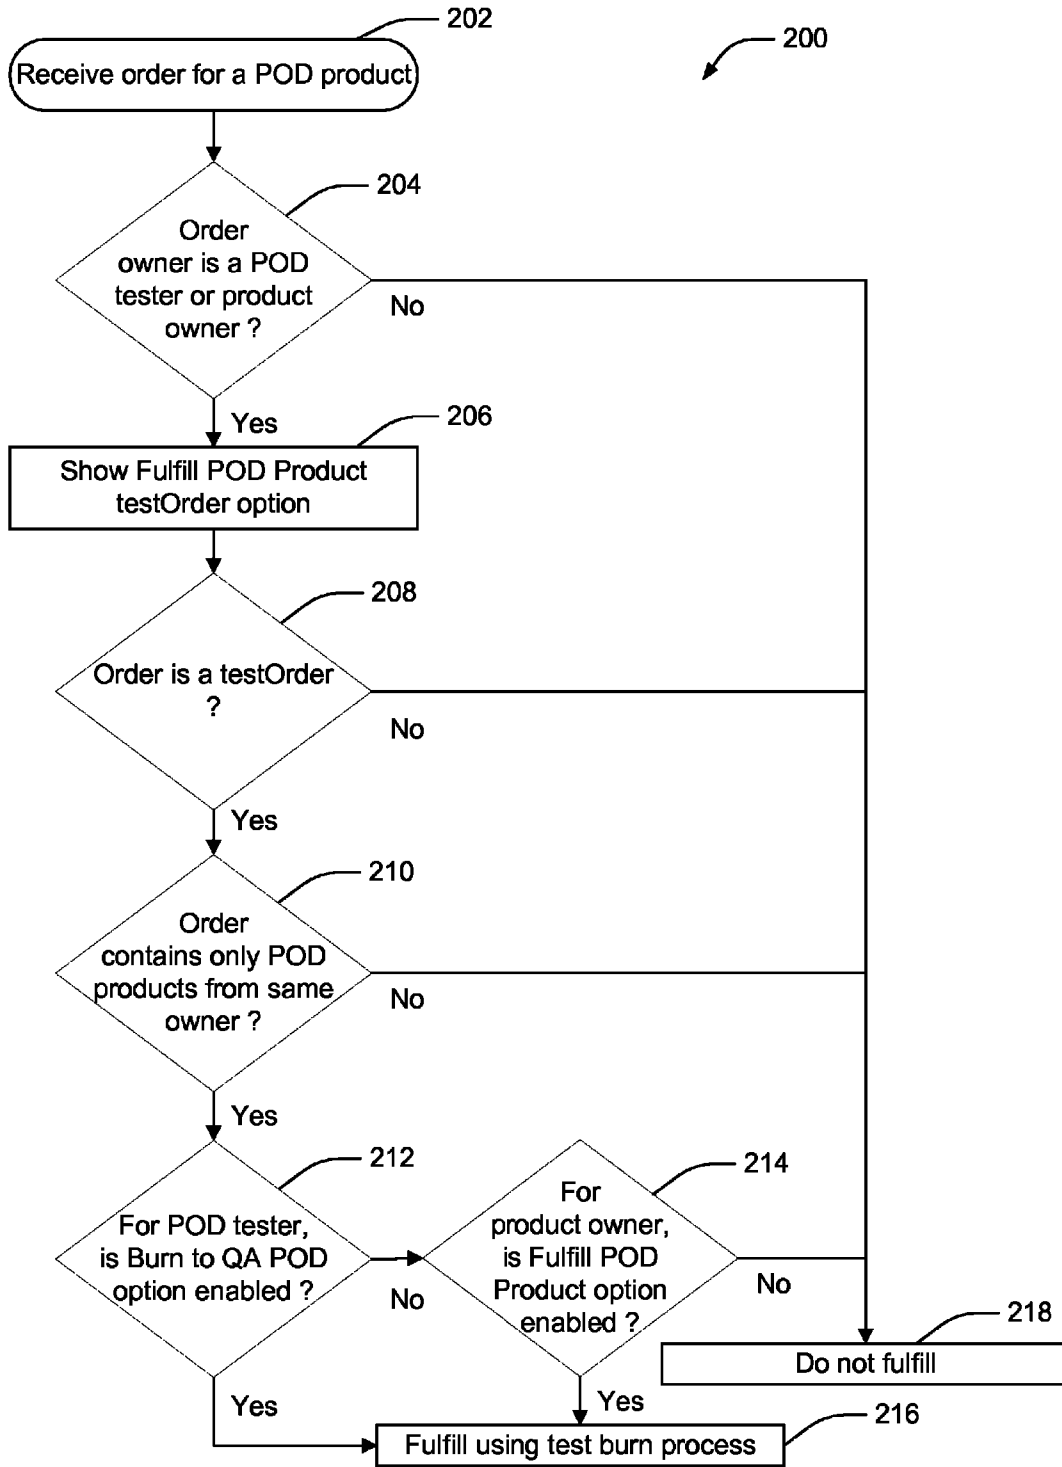 202
200
Receive order for a POD product
204
Order
owner is a POD
tester or product
owner ?
No
Yes
206
Show Fulfill POD Product
testOrder option
208
Order is a testOrder
?
No
Yes
210
Order
contains only POD
products from same
owner ?
No
Yes
212
214
For POD tester,
is Burn to QA POD
option enabled ?
No
For
product owner,
is Fulfill POD
Product option
enabled ?
No
218
Do not fulfill
Yes
Yes
216
Fulfill using test burn process